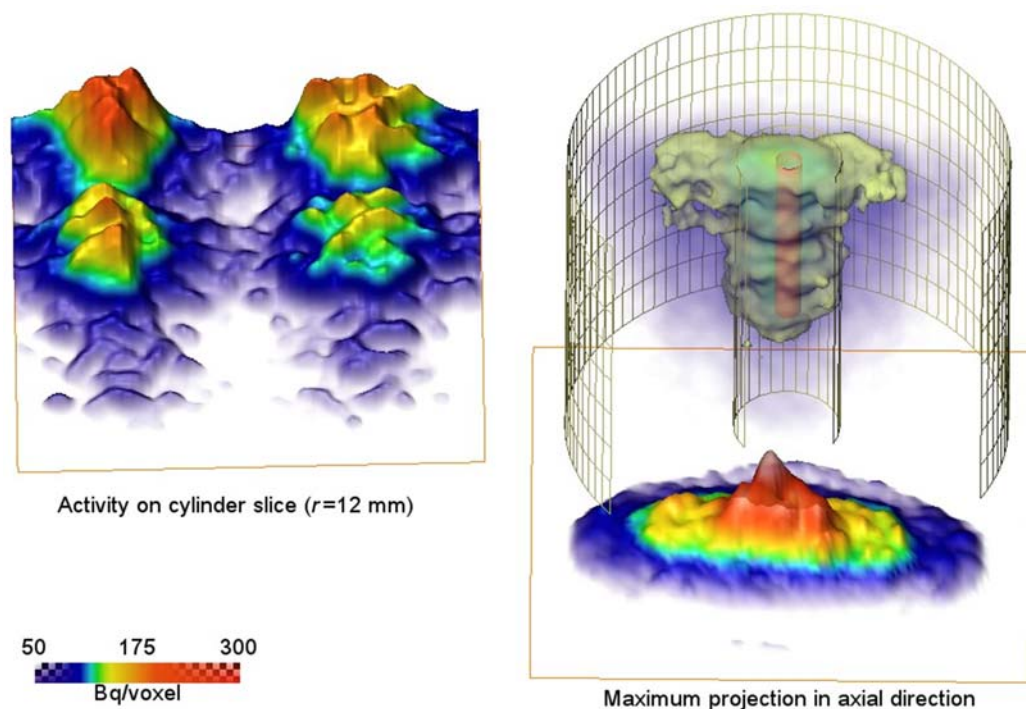 Activity on cylinder slice (r=12 mm)
50 175 300
Bq/voxel
Maximum projection in axial direction